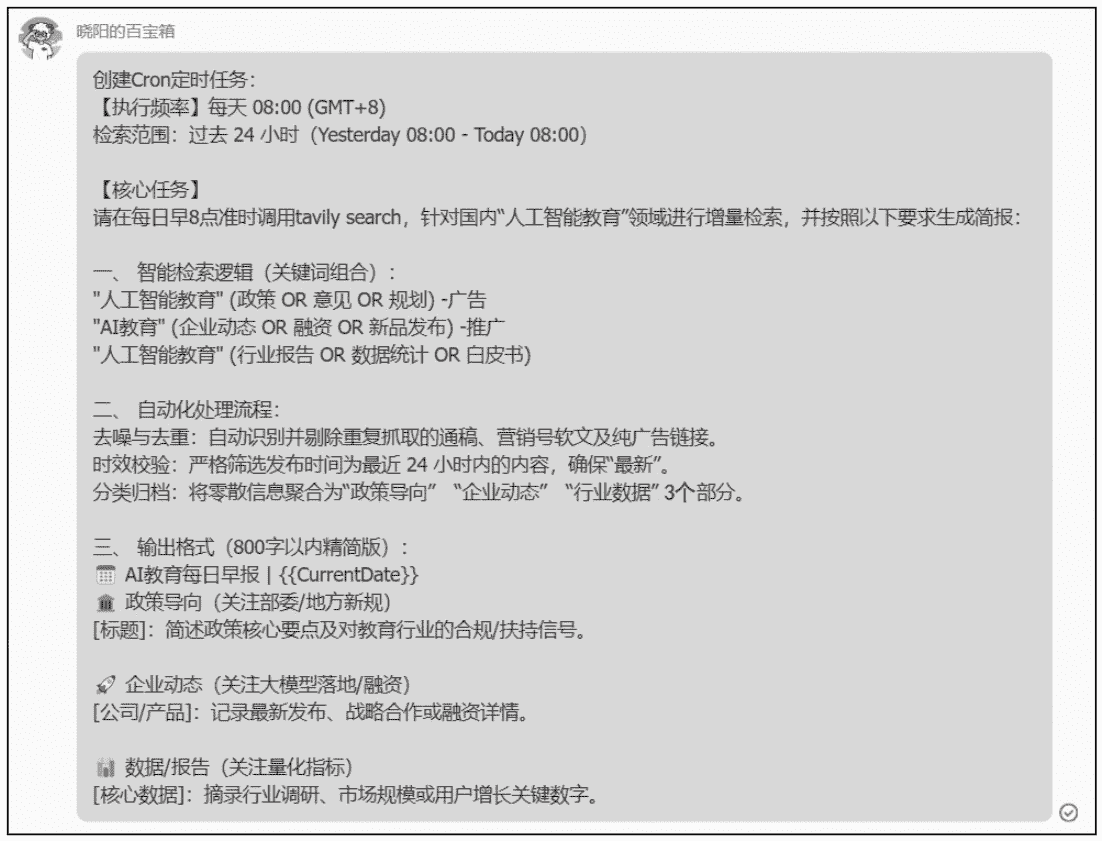 晓阳的百宝箱
创建Cron定时任务：
【执行频率】每天 08:00 (GMT+8)
检索范围：过去 24 小时（Yesterday 08:00 - Today 08:00）
【核心任务】
请在每日早8点准时调用tavily search，针对国内“人工智能教育”领域进行增量检索，并按照以下要求生成简报：
一、 智能检索逻辑（关键词组合）：
"人工智能教育" (政策 OR 意见 OR 规划) -广告
"AI教育" (企业动态 OR 融资 OR 新品发布) -推广
"人工智能教育" (行业报告 OR 数据统计 OR 白皮书)
二、 自动化处理流程：
去噪与去重：自动识别并剔除重复抓取的通稿、营销号软文及纯广告链接。
时效校验：严格筛选发布时间为最近 24 小时内的内容，确保“最新”。
分类归档：将零散信息聚合为“政策导向” “企业动态” “行业数据” 3个部分。
三、 输出格式（800字以内精简版）：
📅 AI教育每日早报 | {{CurrentDate}}
🏛️ 政策导向（关注部委/地方新规）
[标题]：简述政策核心要点及对教育行业的合规/扶持信号。
🚀 企业动态（关注大模型落地/融资）
[公司/产品]：记录最新发布、战略合作或融资详情。
📊 数据/报告（关注量化指标）
[核心数据]：摘录行业调研、市场规模或用户增长关键数字。